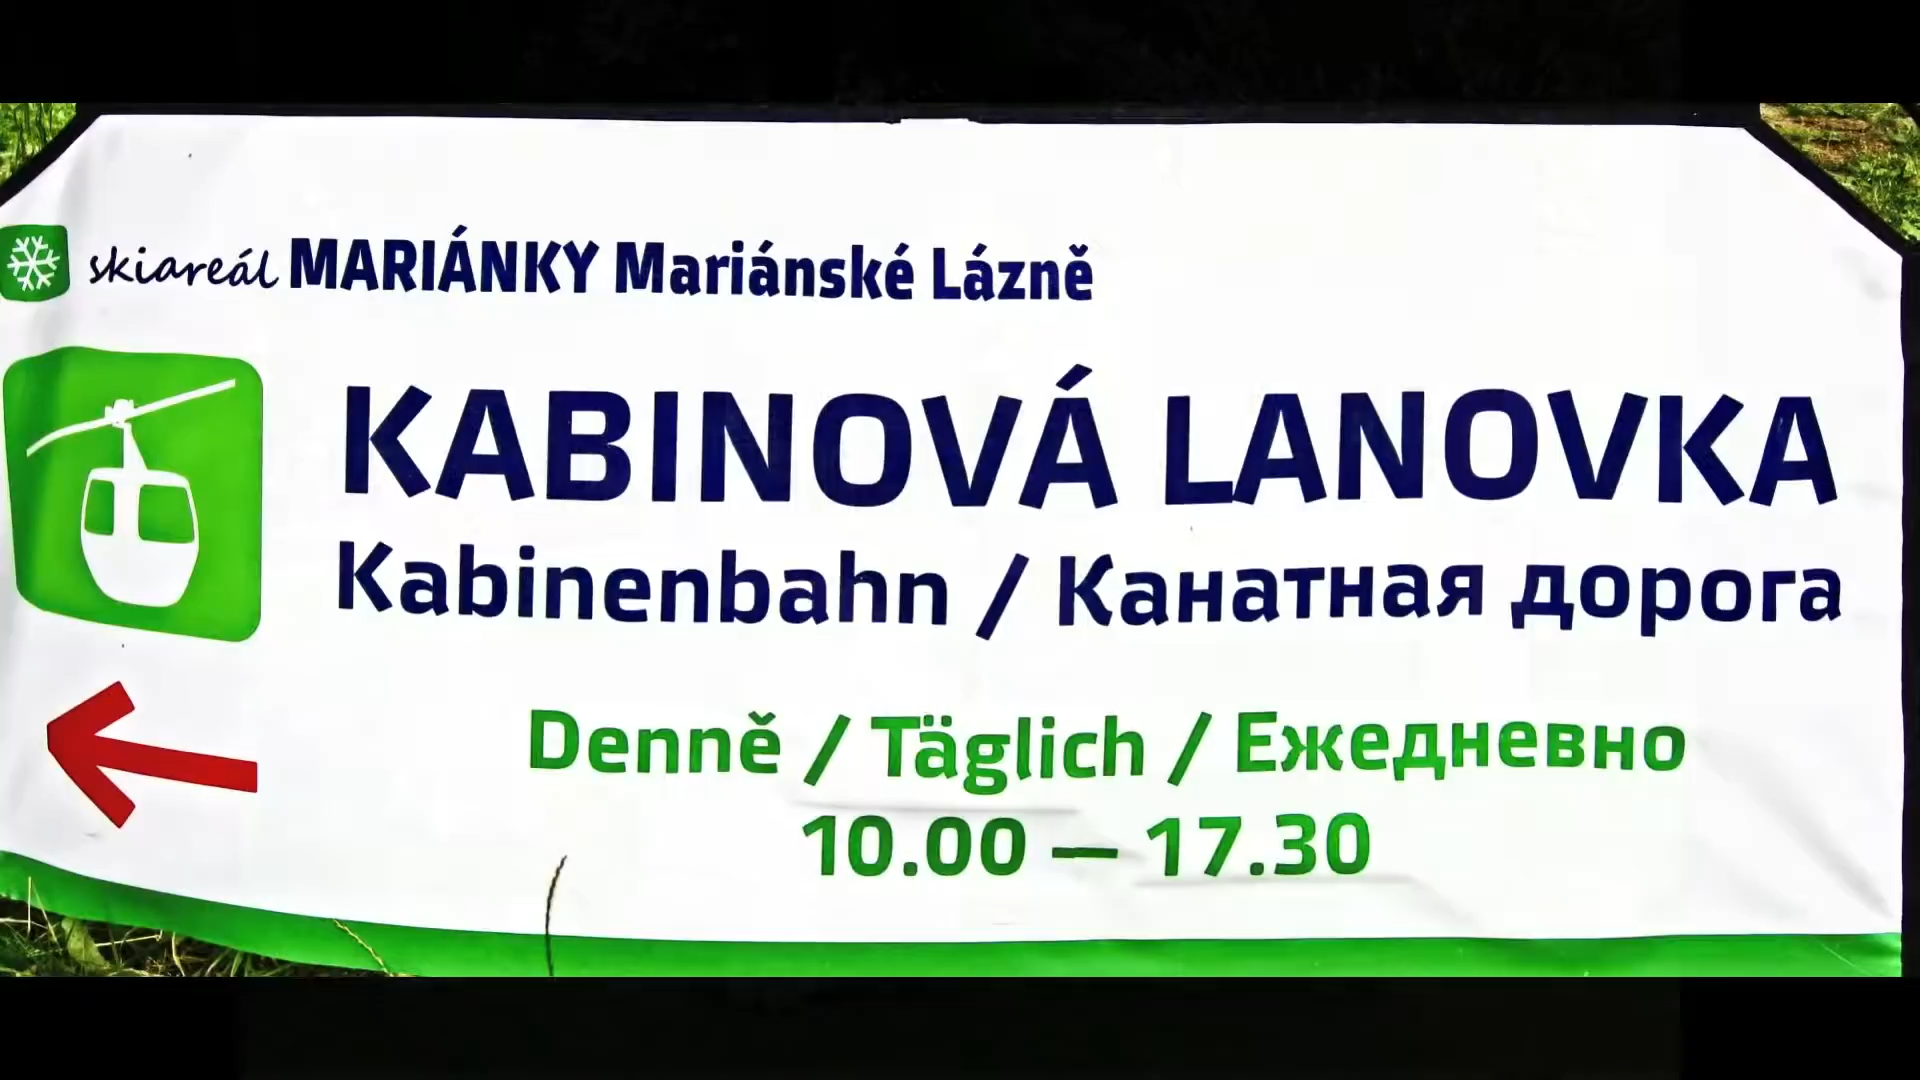 skiareál MARIÁNKY Mariánské Lázně
KABINOVÁ LANOVKA
Kabinenbahn / Канатная дорога
Denně / Täglich / Ежедневно
10.00 — 17.30